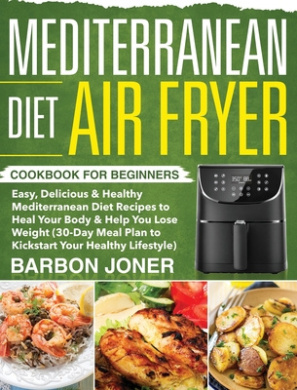 MEDITERRANEAN
DIET AIR FRYER
COOKBOOK FOR BEGINNERS
Easy, Delicious & Healthy
Mediterranean Diet Recipes to
Heal Your Body & Help You Lose
Weight (30-Day Meal Plan to
Kickstart Your Healthy Lifestyle)
BARBON JONER